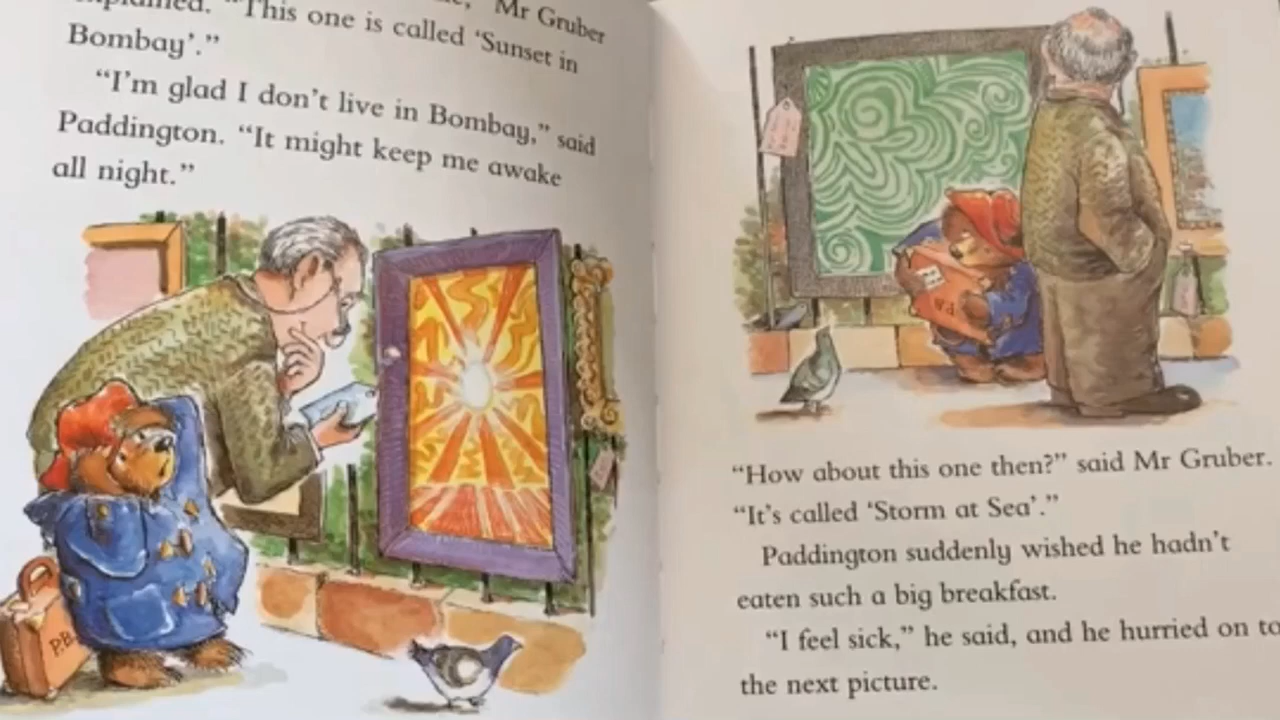 “This one is called ‘Sunset in
Mr Gruber
Bombay’.”
“I’m glad I don’t live in Bombay,” said
Paddington. “It might keep me awake
all night.”
P.B.
“How about this one then?” said Mr Gruber.
“It’s called ‘Storm at Sea’.”
Paddington suddenly wished he hadn’t
eaten such a big breakfast.
“I feel sick,” he said, and he hurried on to
the next picture.